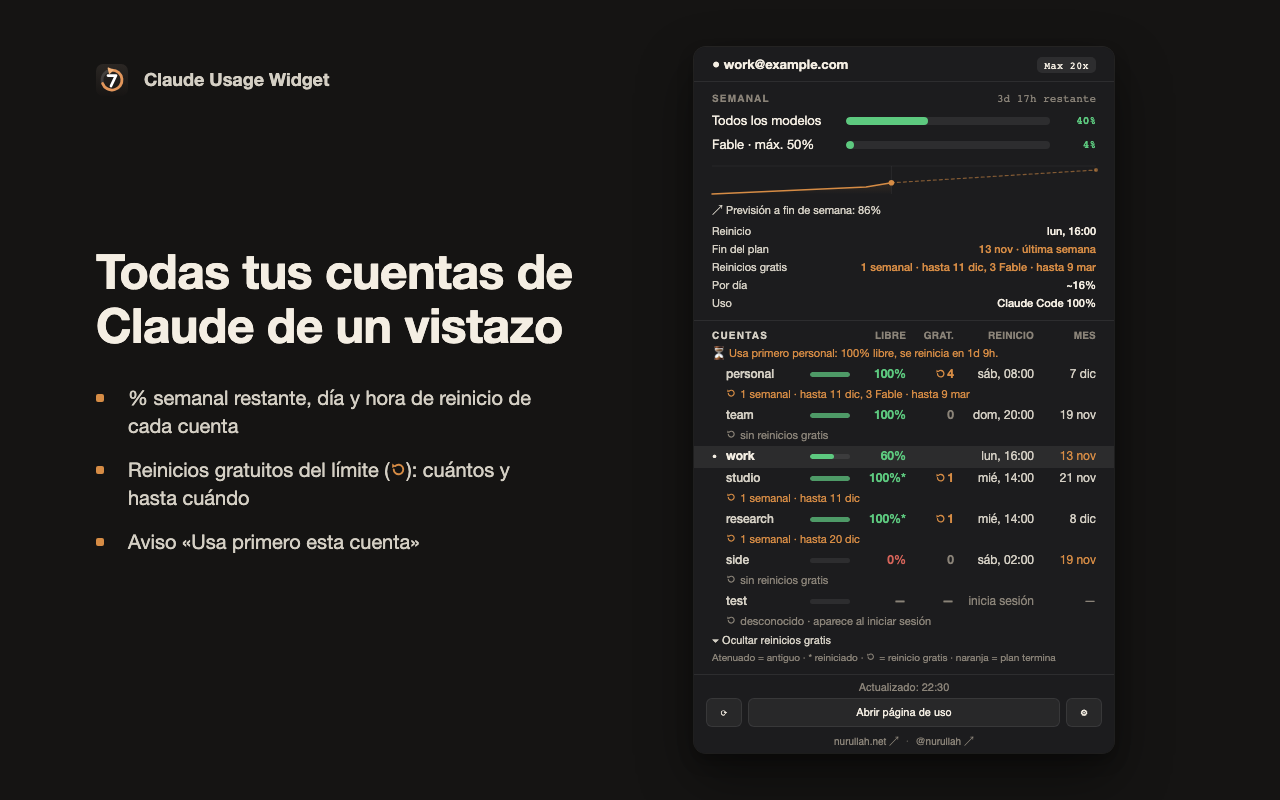 7 Claude Usage Widget
Todas tus cuentas de
Claude de un vistazo
% semanal restante, día y hora de reinicio de
cada cuenta
Reinicios gratuitos del límite (↺): cuántos y
hasta cuándo
Aviso «Usa primero esta cuenta»
• work@example.com Max 20x
SEMANAL 3d 17h restante
Todos los modelos 40%
Fable · máx. 50% 4%
↗ Previsión a fin de semana: 86%
Reinicio lun, 16:00
Fin del plan 13 nov · última semana
Reinicios gratis 1 semanal · hasta 11 dic, 3 Fable · hasta 9 mar
Por día ~16%
Uso Claude Code 100%
CUENTAS LIBRE GRAT. REINICIO MES
⏳ Usa primero personal: 100% libre, se reinicia en 1d 9h.
personal 100% ↺4 sáb, 08:00 7 dic
↺ 1 semanal · hasta 11 dic, 3 Fable · hasta 9 mar
team 100% 0 dom, 20:00 19 nov
↺ sin reinicios gratis
• work 60% lun, 16:00 13 nov
studio 100%* ↺1 mié, 14:00 21 nov
↺ 1 semanal · hasta 11 dic
research 100%* ↺1 mié, 14:00 8 dic
↺ 1 semanal · hasta 20 dic
side 0% 0 sáb, 02:00 19 nov
↺ sin reinicios gratis
test — — inicia sesión —
↺ desconocido · aparece al iniciar sesión
▾ Ocultar reinicios gratis
Atenuado = antiguo · * reiniciado · ↺ = reinicio gratis · naranja = plan termina
Actualizado: 22:30
⟳ Abrir página de uso ⚙
nurullah.net ↗ · @nurullah ↗